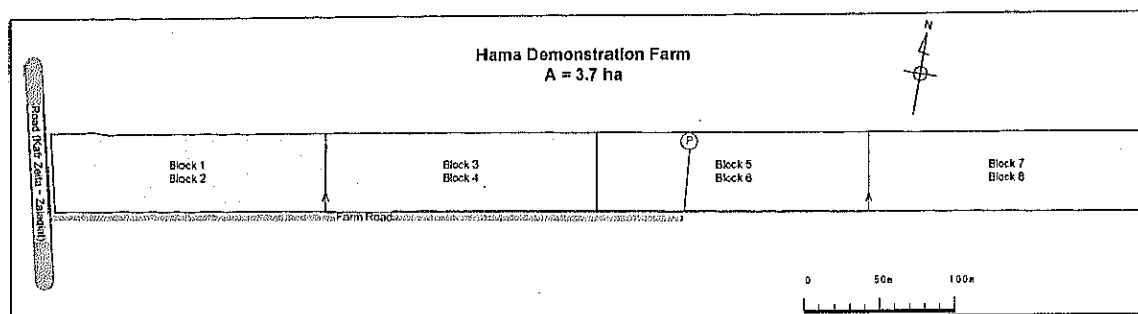 Hama Demonstration Farm
A = 3.7 ha
N
Road (Kafr Zeita - Zalakiat)
P
Block 1
Block 2
Block 3
Block 4
Block 5
Block 6
Block 7
Block 8
Farm Road
0 50m 100m